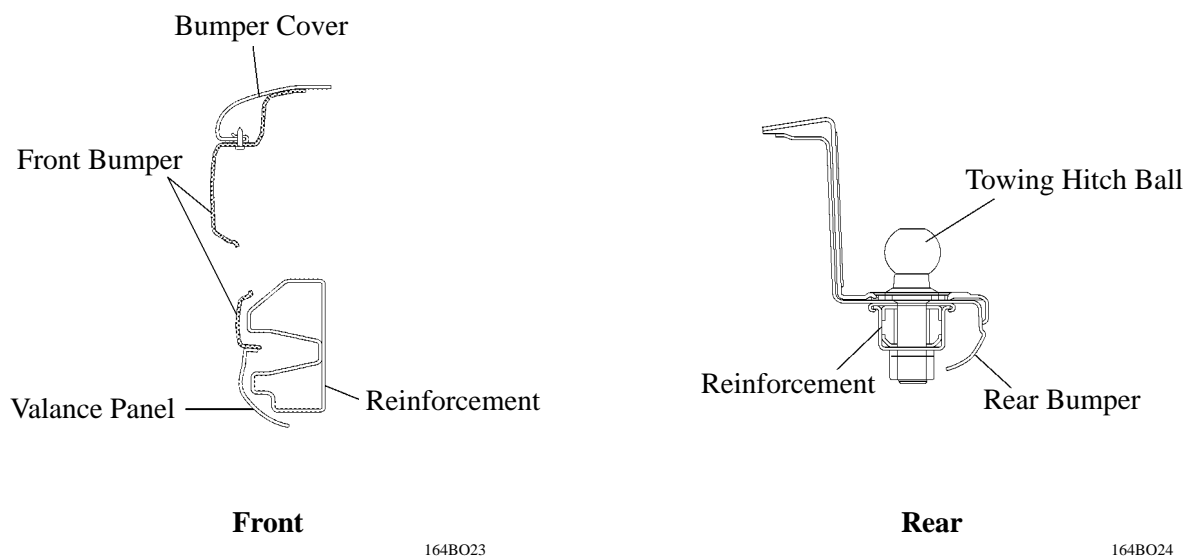 Bumper Cover
Front Bumper
Towing Hitch Ball
Reinforcement
Reinforcement
Rear Bumper
Valance Panel
Front
Rear
164BO23
164BO24